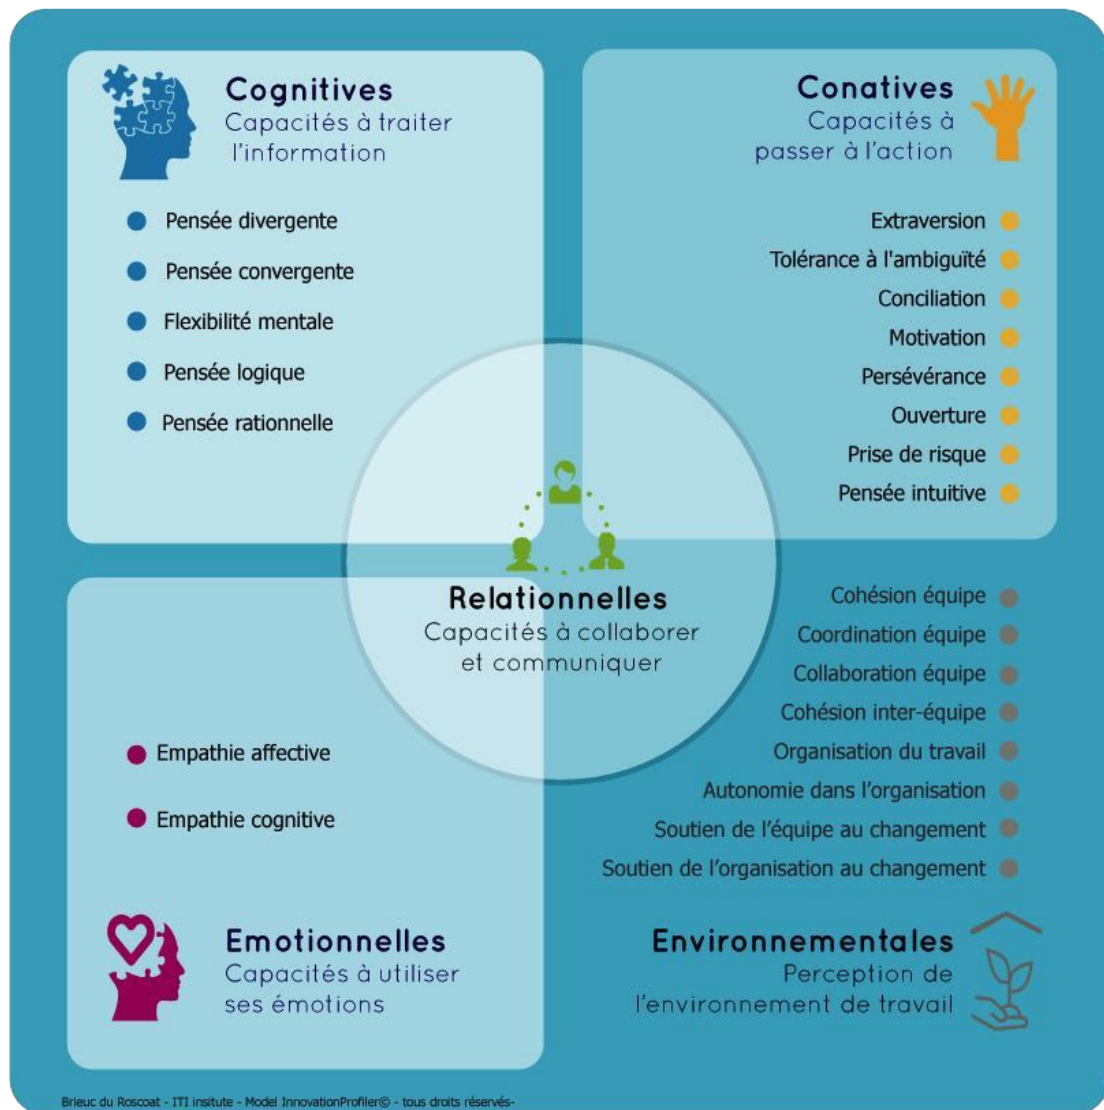 Cognitives
Capacités à traiter
l'information
Pensée divergente
Pensée convergente
Flexibilité mentale
Pensée logique
Pensée rationnelle
Conatives
Capacités à
passer à l'action
Extraversion
Tolérance à l'ambiguïté
Conciliation
Motivation
Persévérance
Ouverture
Prise de risque
Pensée intuitive
Relationnelles
Capacités à collaborer
et communiquer
Empathie affective
Empathie cognitive
Emotionnelles
Capacités à utiliser
ses émotions
Cohésion équipe
Coordination équipe
Collaboration équipe
Cohésion inter-équipe
Organisation du travail
Autonomie dans l'organisation
Soutien de l'équipe au changement
Soutien de l'organisation au changement
Environnementales
Perception de
l'environnement de travail
Brieuc du Roscoat - ITI insitute - Model InnovationProfiler© - tous droits réservés-